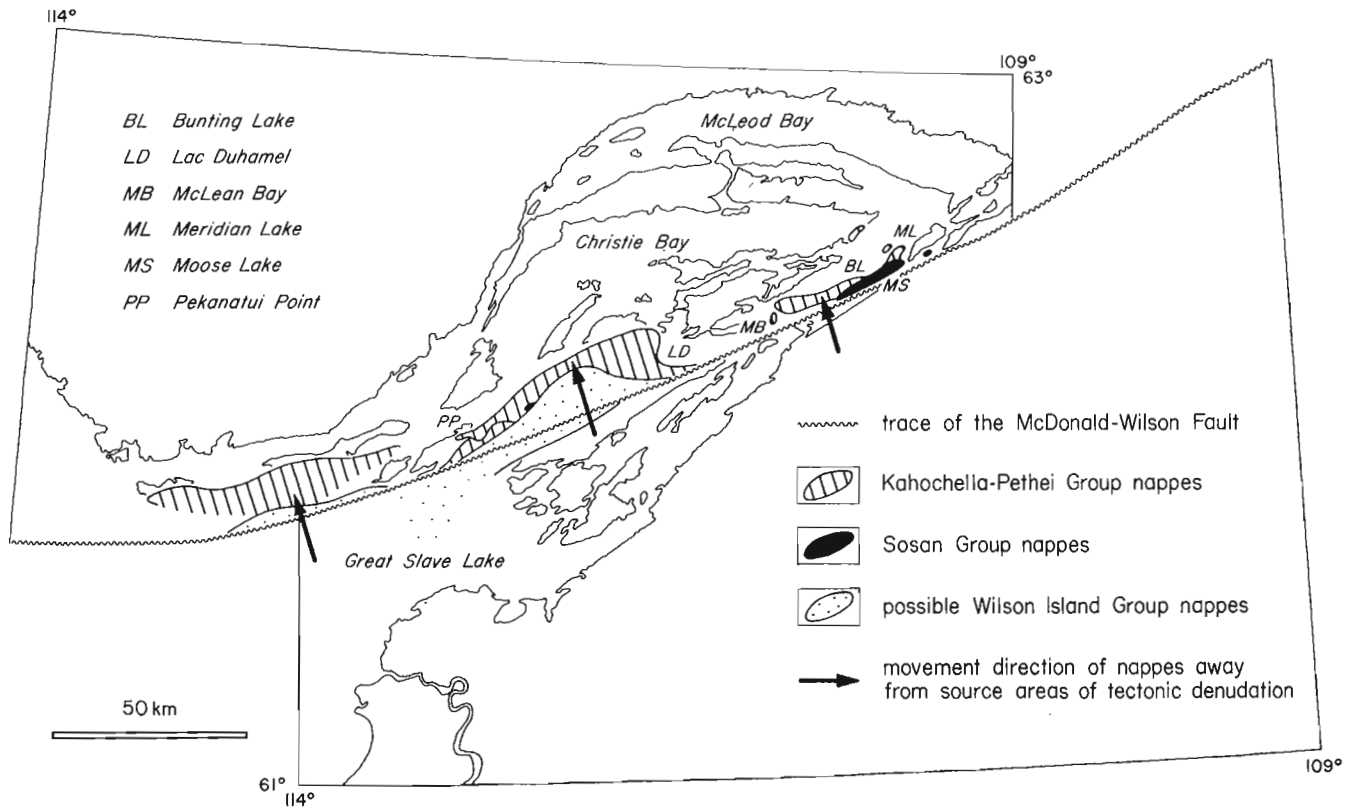 114°
109°
63°
BL Bunting Lake
LD Lac Duhamel
MB McLean Bay
ML Meridian Lake
MS Moose Lake
PP Pekanatui Point
McLeod Bay
Christie Bay
ML
BL
MS
MB
LD
PP
Great Slave Lake
trace of the McDonald-Wilson Fault
Kahochella-Pethei Group nappes
Sosan Group nappes
possible Wilson Island Group nappes
movement direction of nappes away
from source areas of tectonic denudation
50 km
61°
114°
109°